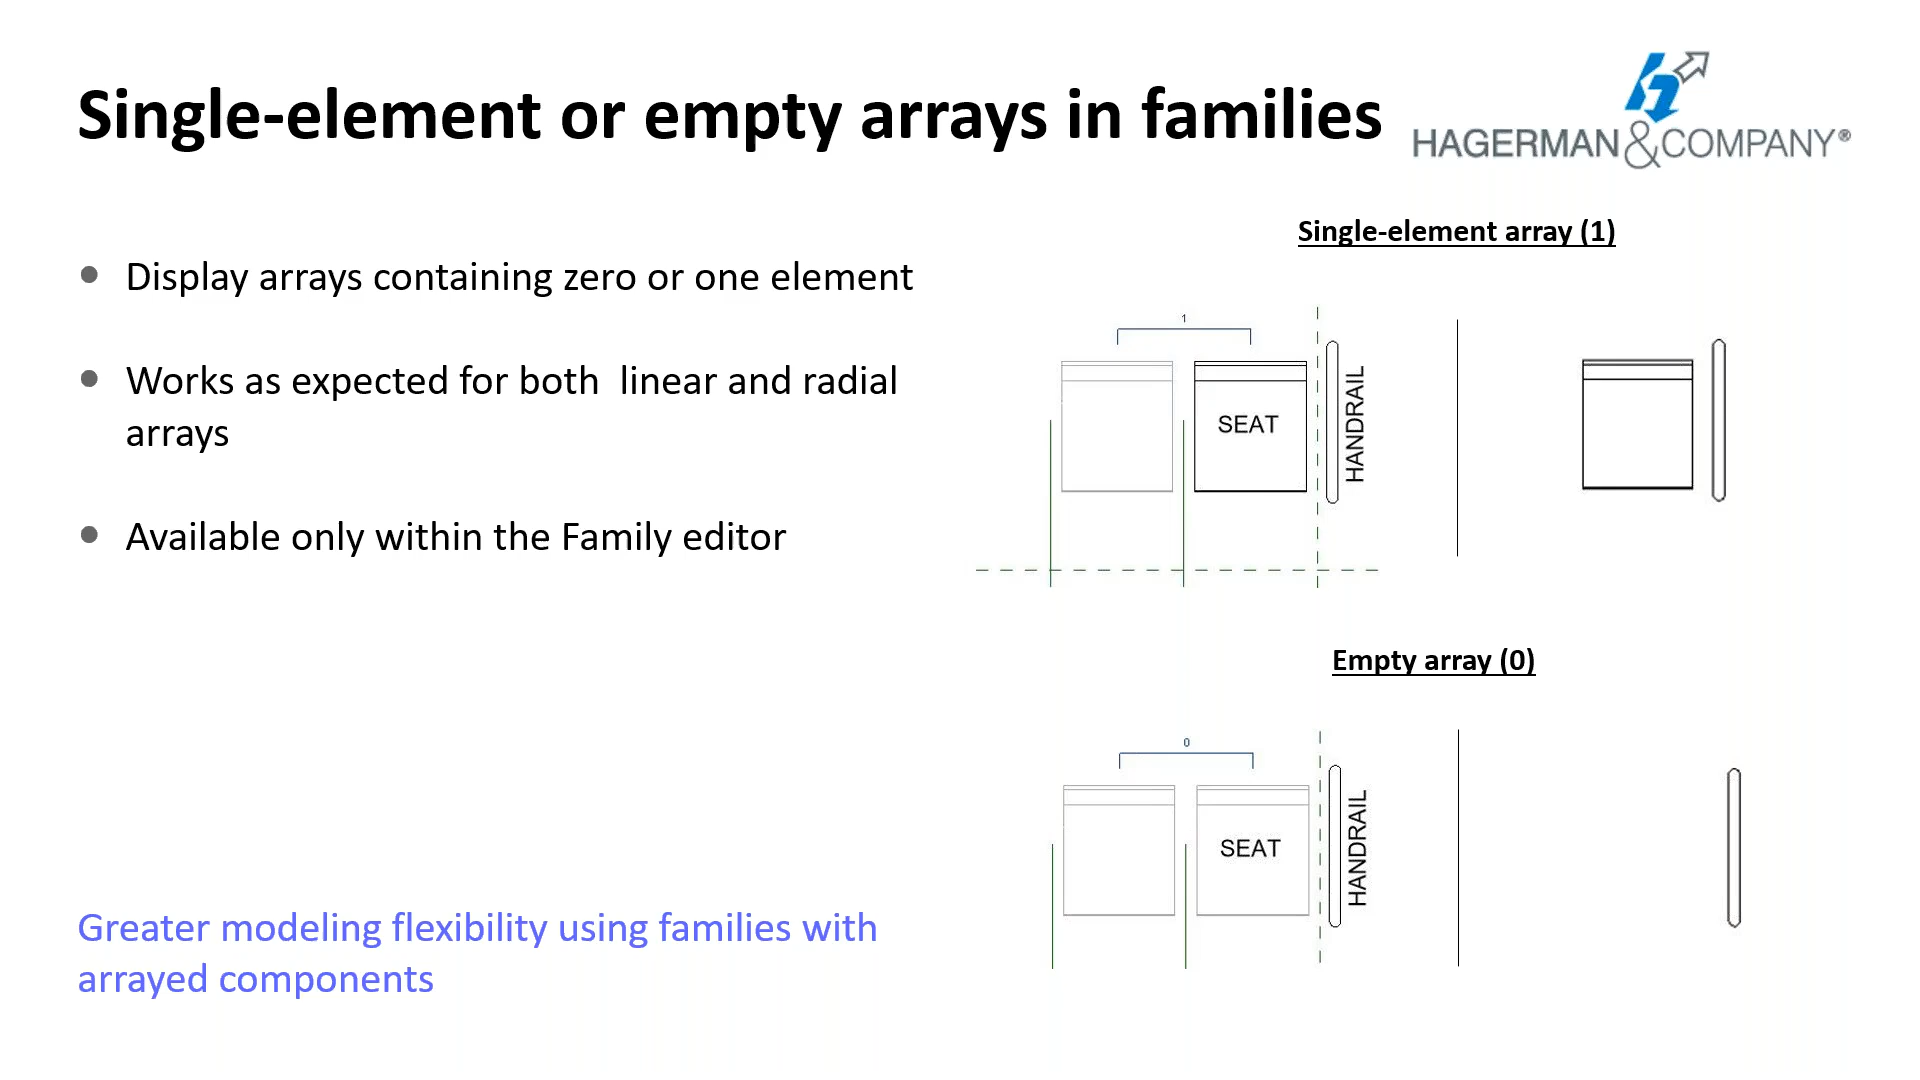 Single-element or empty arrays in families
HAGERMAN&COMPANY®
• Display arrays containing zero or one element
• Works as expected for both  linear and radial
arrays
• Available only within the Family editor
Greater modeling flexibility using families with
arrayed components
Single-element array (1)
1
SEAT
HANDRAIL
Empty array (0)
0
SEAT
HANDRAIL